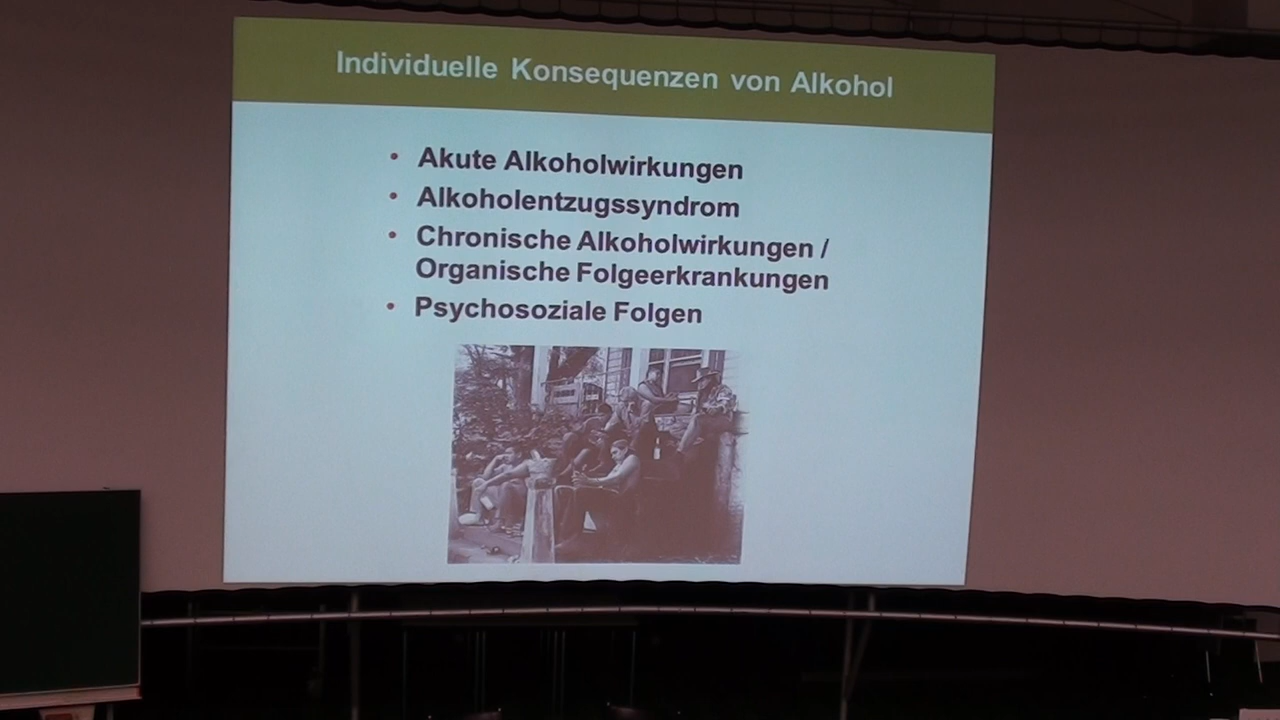 Individuelle Konsequenzen von Alkohol
• Akute Alkoholwirkungen
• Alkoholentzugssyndrom
• Chronische Alkoholwirkungen /
Organische Folgeerkrankungen
• Psychosoziale Folgen